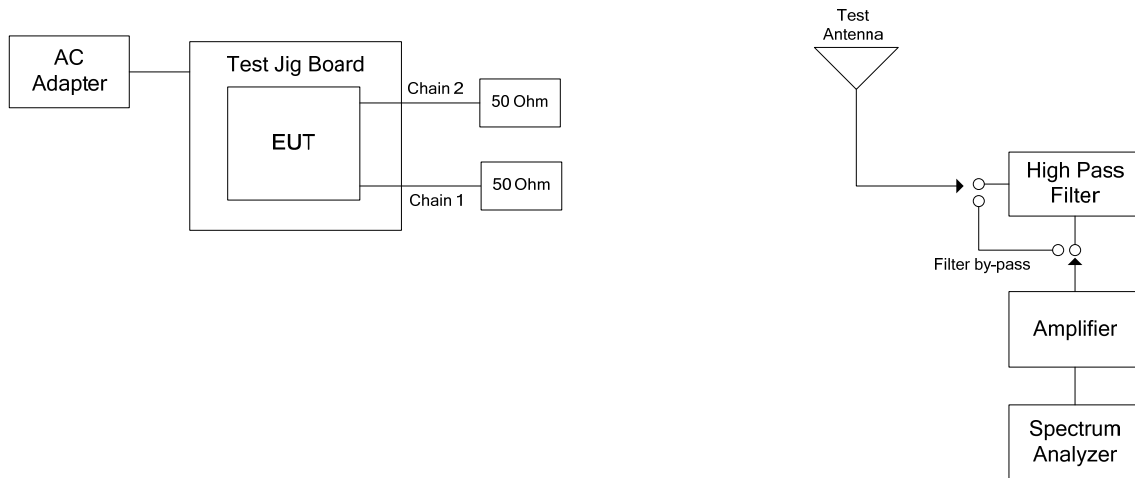 AC
Adapter
Test Jig Board
EUT
Chain 2
50 Ohm
50 Ohm
Chain 1
Test
Antenna
High Pass
Filter
Filter by-pass
Amplifier
Spectrum
Analyzer